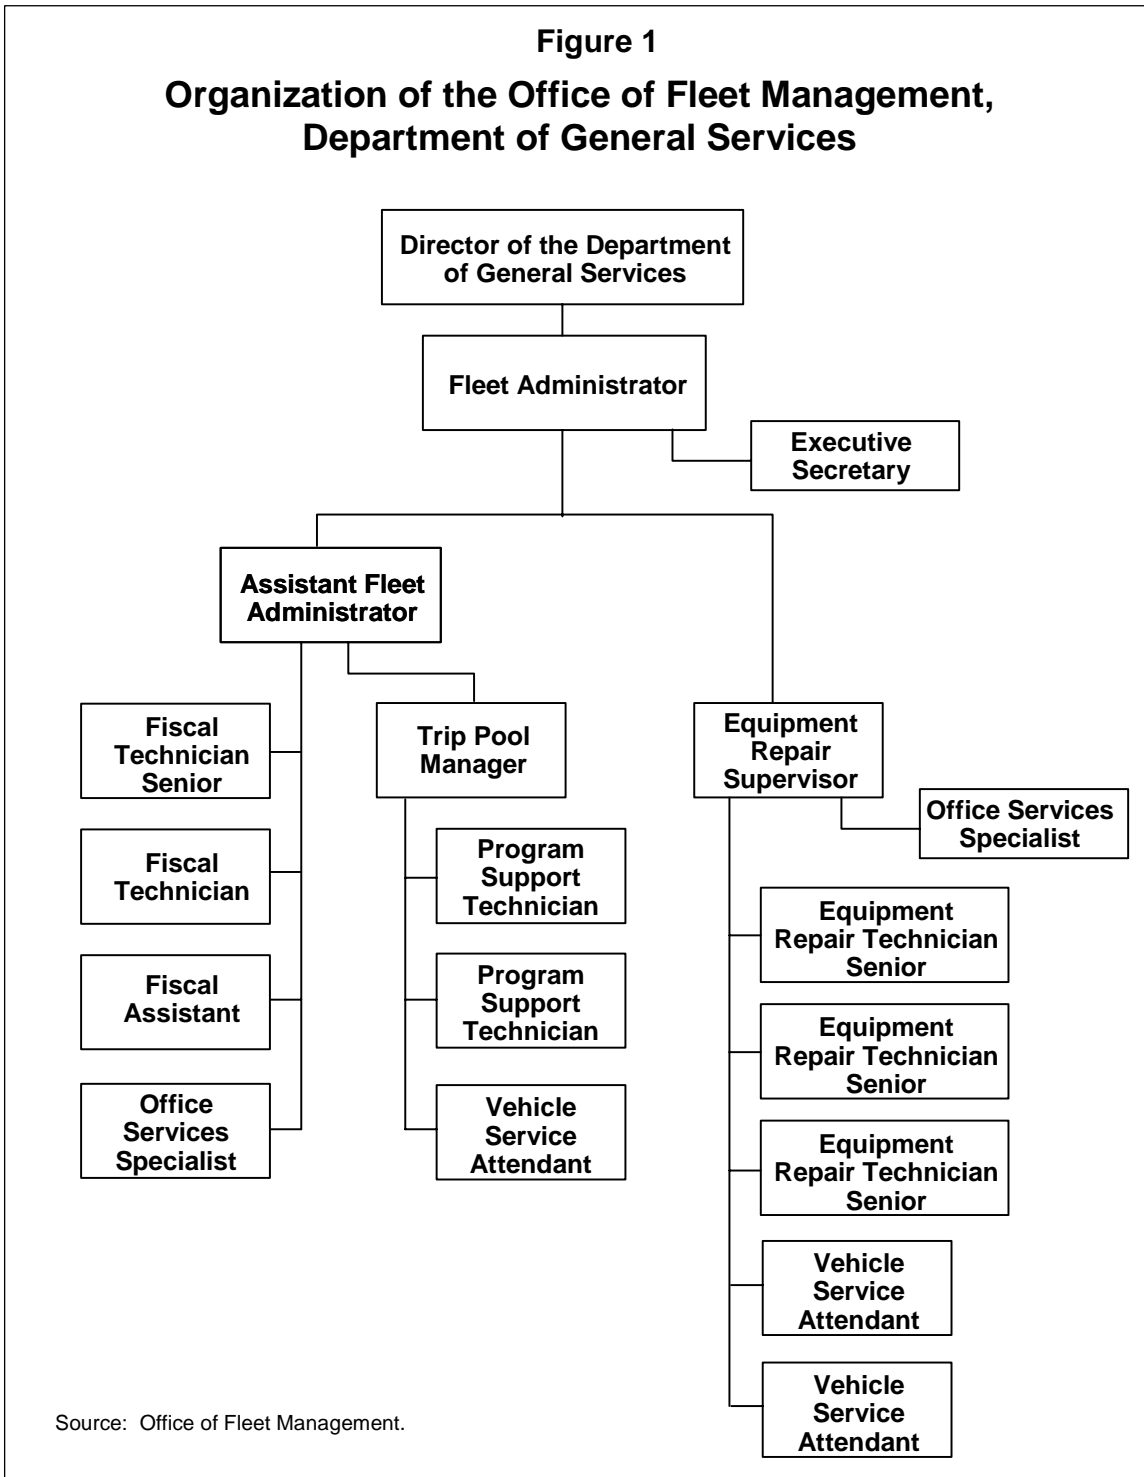 Figure 1
Organization of the Office of Fleet Management,
Department of General Services
Director of the Department
of General Services
Fleet Administrator
Executive
Secretary
Assistant Fleet
Administrator
Fiscal
Technician
Senior
Fiscal
Technician
Fiscal
Assistant
Office
Services
Specialist
Trip Pool
Manager
Program
Support
Technician
Program
Support
Technician
Vehicle
Service
Attendant
Equipment
Repair
Supervisor
Office Services
Specialist
Equipment
Repair Technician
Senior
Equipment
Repair Technician
Senior
Equipment
Repair Technician
Senior
Vehicle
Service
Attendant
Vehicle
Service
Attendant
Source: Office of Fleet Management.